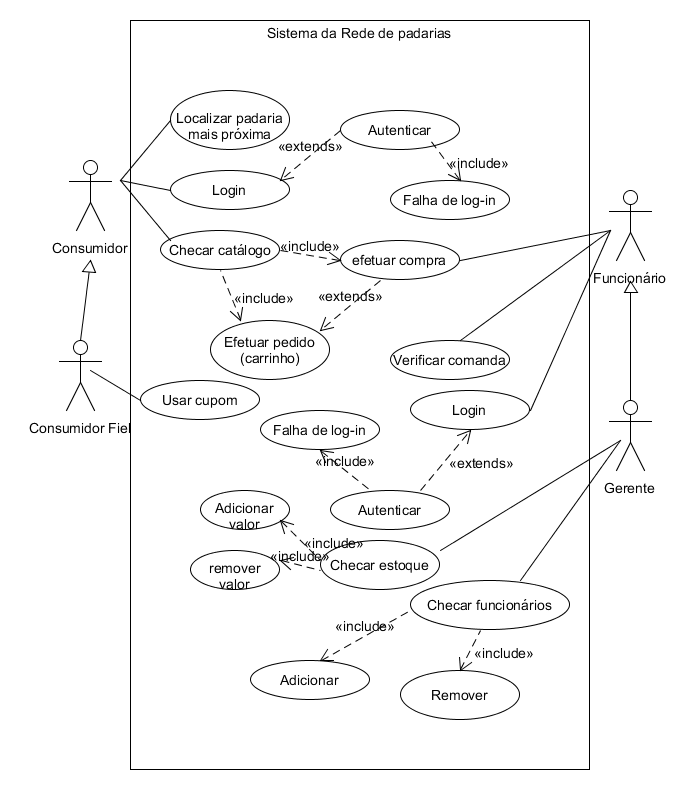 Sistema da Rede de padarias
Localizar padaria
mais próxima
Autenticar
«extends»
«include»
Login
Falha de log-in
Consumidor
Checar catálogo
«include»
efetuar compra
Funcionário
«include»
«extends»
Efetuar pedido
(carrinho)
Verificar comanda
Usar cupom
Login
Consumidor Fiel
Falha de log-in
«include»
«extends»
Gerente
Adicionar
valor
Autenticar
«include»
«include»
remover
valor
Checar estoque
Checar funcionários
«include»
«include»
Adicionar
Remover